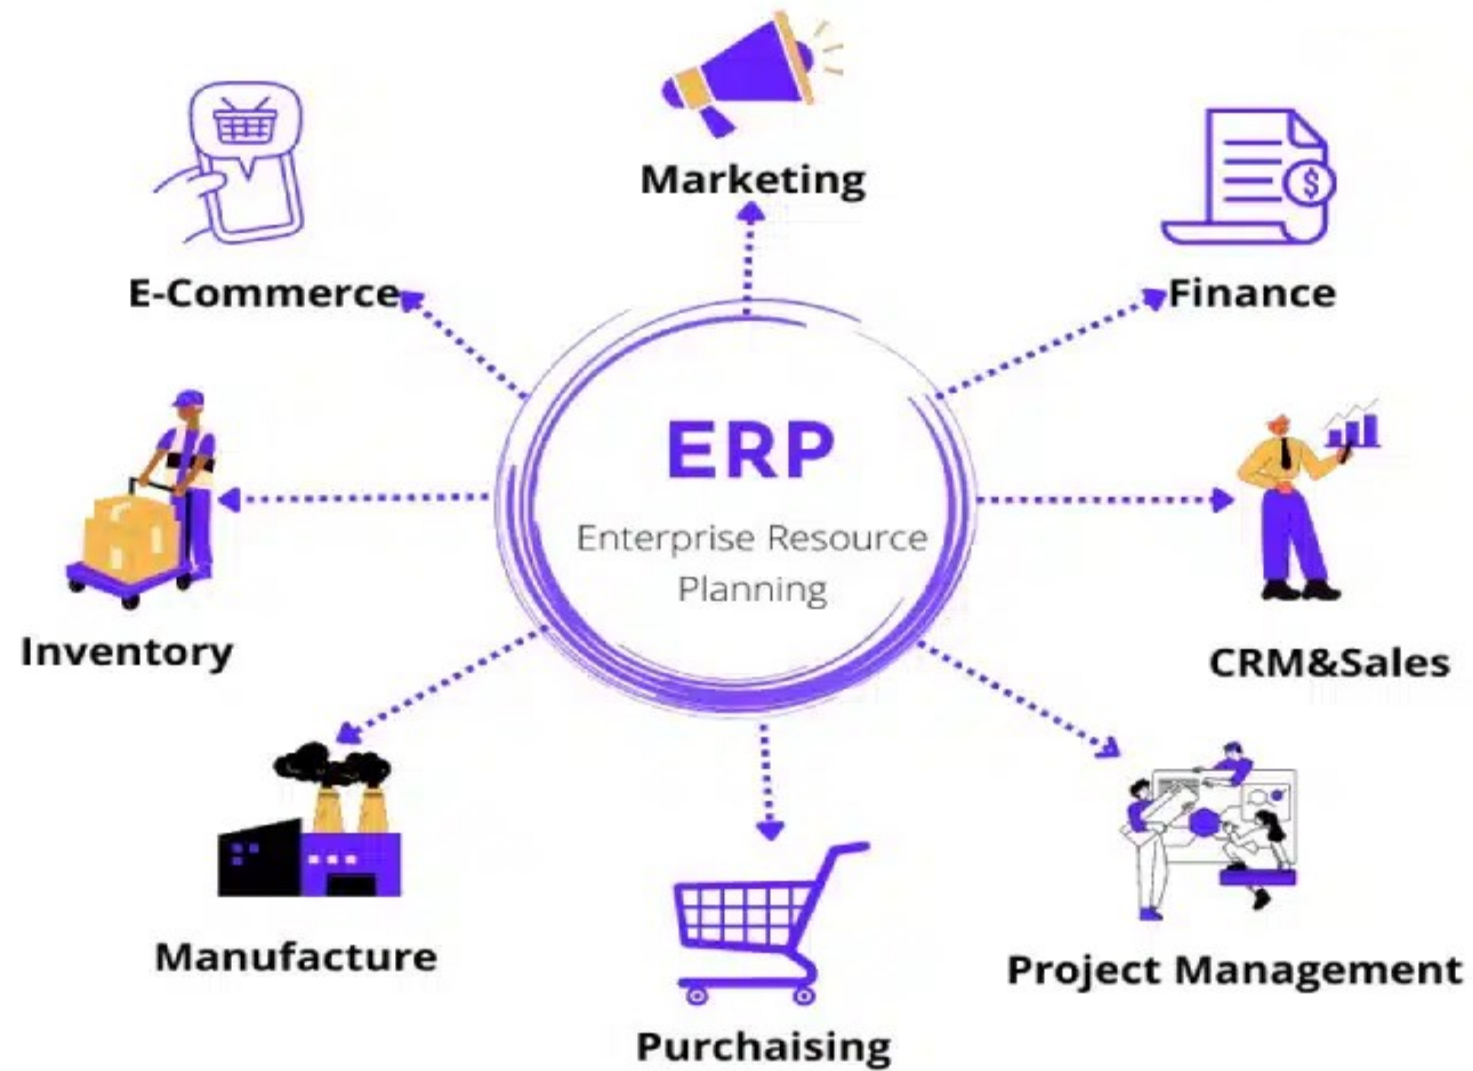 Marketing
E-Commerce
Finance
ERP
Enterprise Resource
Planning
Inventory
CRM&Sales
Manufacture
Project Management
Purchaising
$